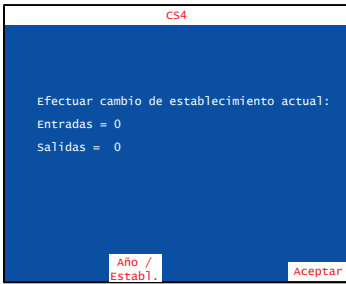 CS4
Efectuar cambio de establecimiento actual:
Entradas = 0
Salidas = 0
Año /
Establ.
Aceptar